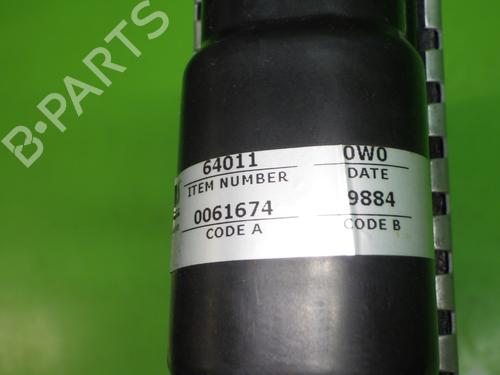 B-PARTS
64011 0W0
ITEM NUMBER DATE
0061674 9884
CODE A CODE B